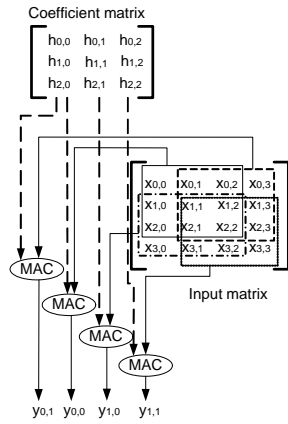 Coefficient matrix
h0,0 h0,1 h0,2
h1,0 h1,1 h1,2
h2,0 h2,1 h2,2
x0,0 x0,1 x0,2 x0,3
x1,0 x1,1 x1,2 x1,3
x2,0 x2,1 x2,2 x2,3
x3,0 x3,1 x3,2 x3,3
Input matrix
MAC
MAC
MAC
MAC
y0,1 y0,0 y1,0 y1,1